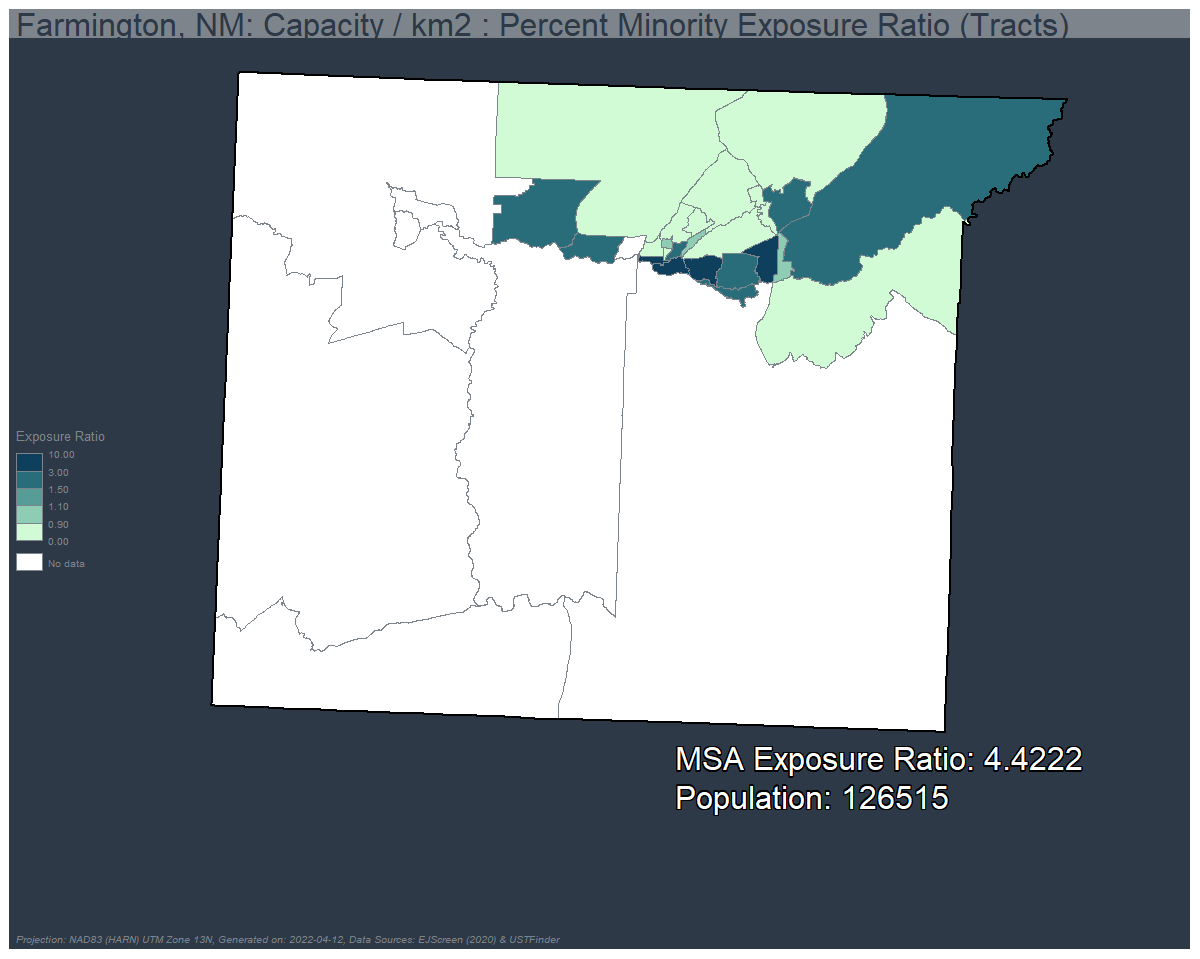 Farmington, NM: Capacity / km2 : Percent Minority Exposure Ratio (Tracts)
Exposure Ratio
10.00
3.00
1.50
1.10
0.90
0.00
No data
MSA Exposure Ratio: 4.4222
Population: 126515
Projection: NAD83 (HARN) UTM Zone 13N, Generated on: 2022-04-12, Data Sources: EJScreen (2020) & USTFinder